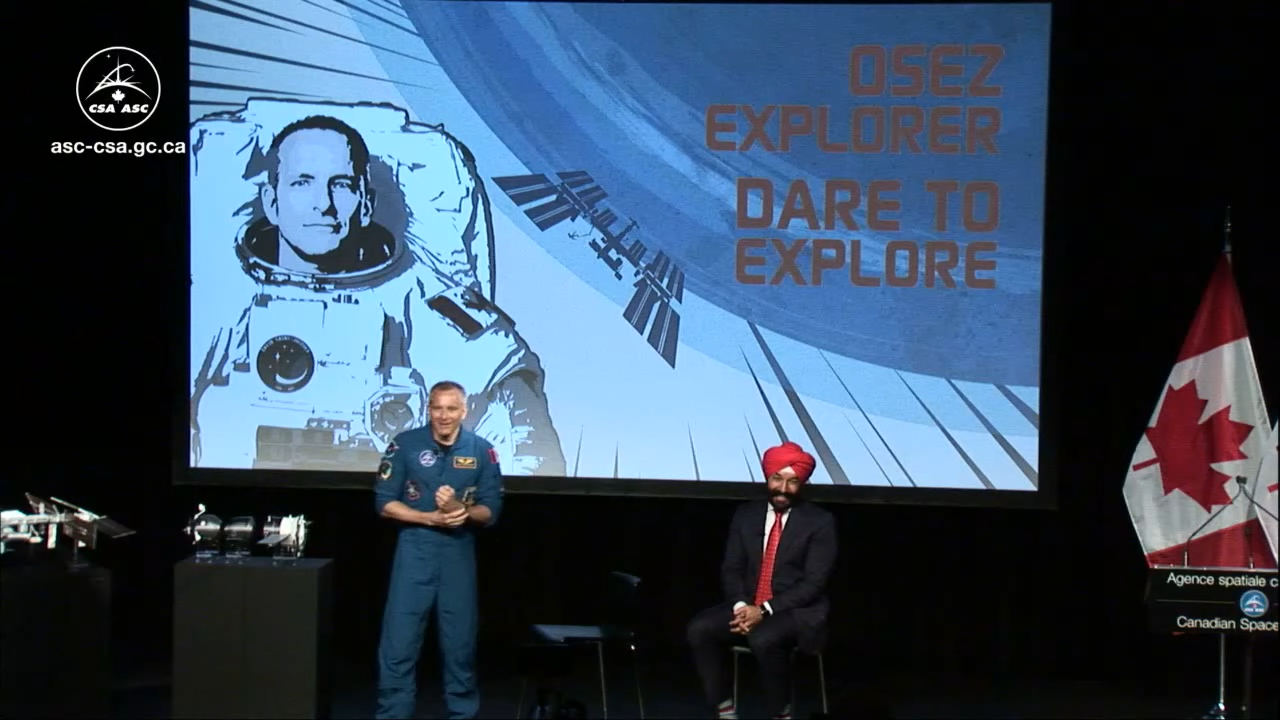 CSA ASC
asc-csa.gc.ca
OSEZ
EXPLORER
DARE TO
EXPLORE
Agence spatiale c
Canadian Space